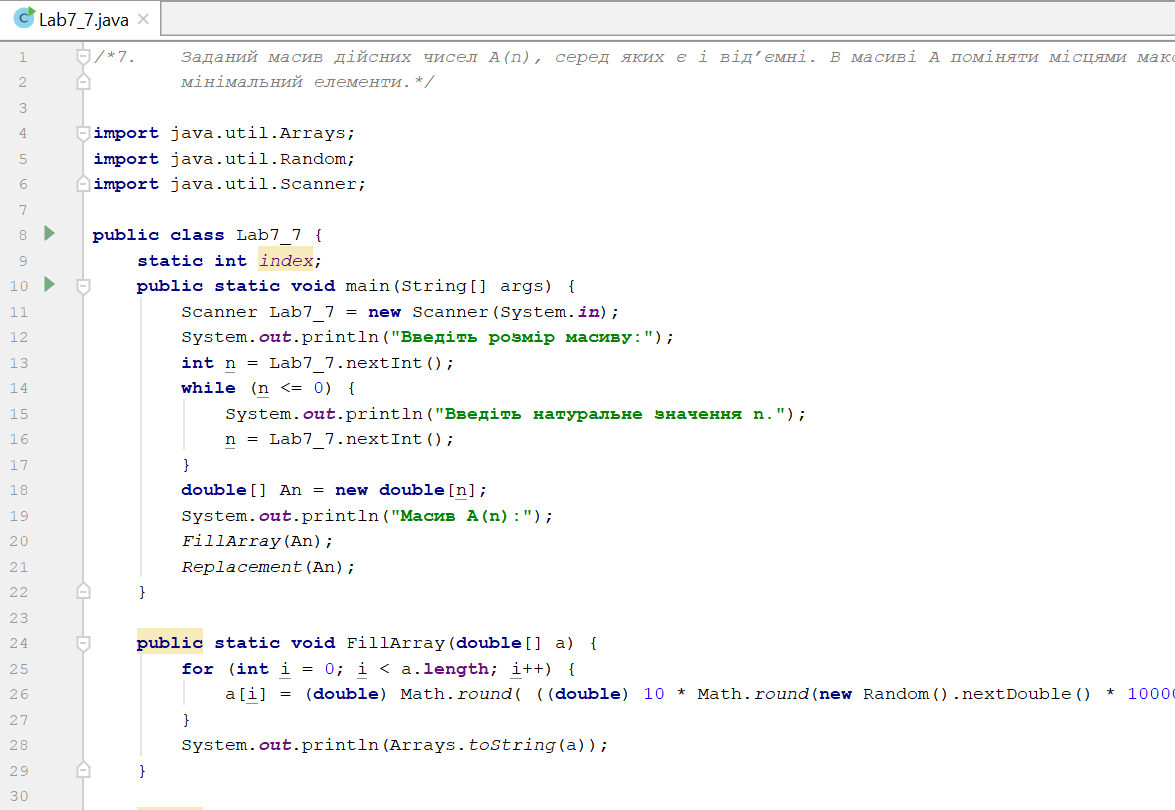 Lab7_7.java
1 /*7. Заданий масив дійсних чисел A(n), серед яких є і від’ємні. В масиві A поміняти місцями
2 мінімальний елементи.*/
3
4 import java.util.Arrays;
5 import java.util.Random;
6 import java.util.Scanner;
7
8 public class Lab7_7 {
9 static int index;
10 public static void main(String[] args) {
11 Scanner Lab7_7 = new Scanner(System.in);
12 System.out.println("Введіть розмір масиву:");
13 int n = Lab7_7.nextInt();
14 while (n <= 0) {
15 System.out.println("Введіть натуральне значення n.");
16 n = Lab7_7.nextInt();
17 }
18 double[] An = new double[n];
19 System.out.println("Масив A(n):");
20 FillArray(An);
21 Replacement(An);
22 }
23
24 public static void FillArray(double[] a) {
25 for (int i = 0; i < a.length; i++) {
26 a[i] = (double) Math.round( ((double) 10 * Math.round(new Random().nextDouble() *
27 }
28 System.out.println(Arrays.toString(a));
29 }
30